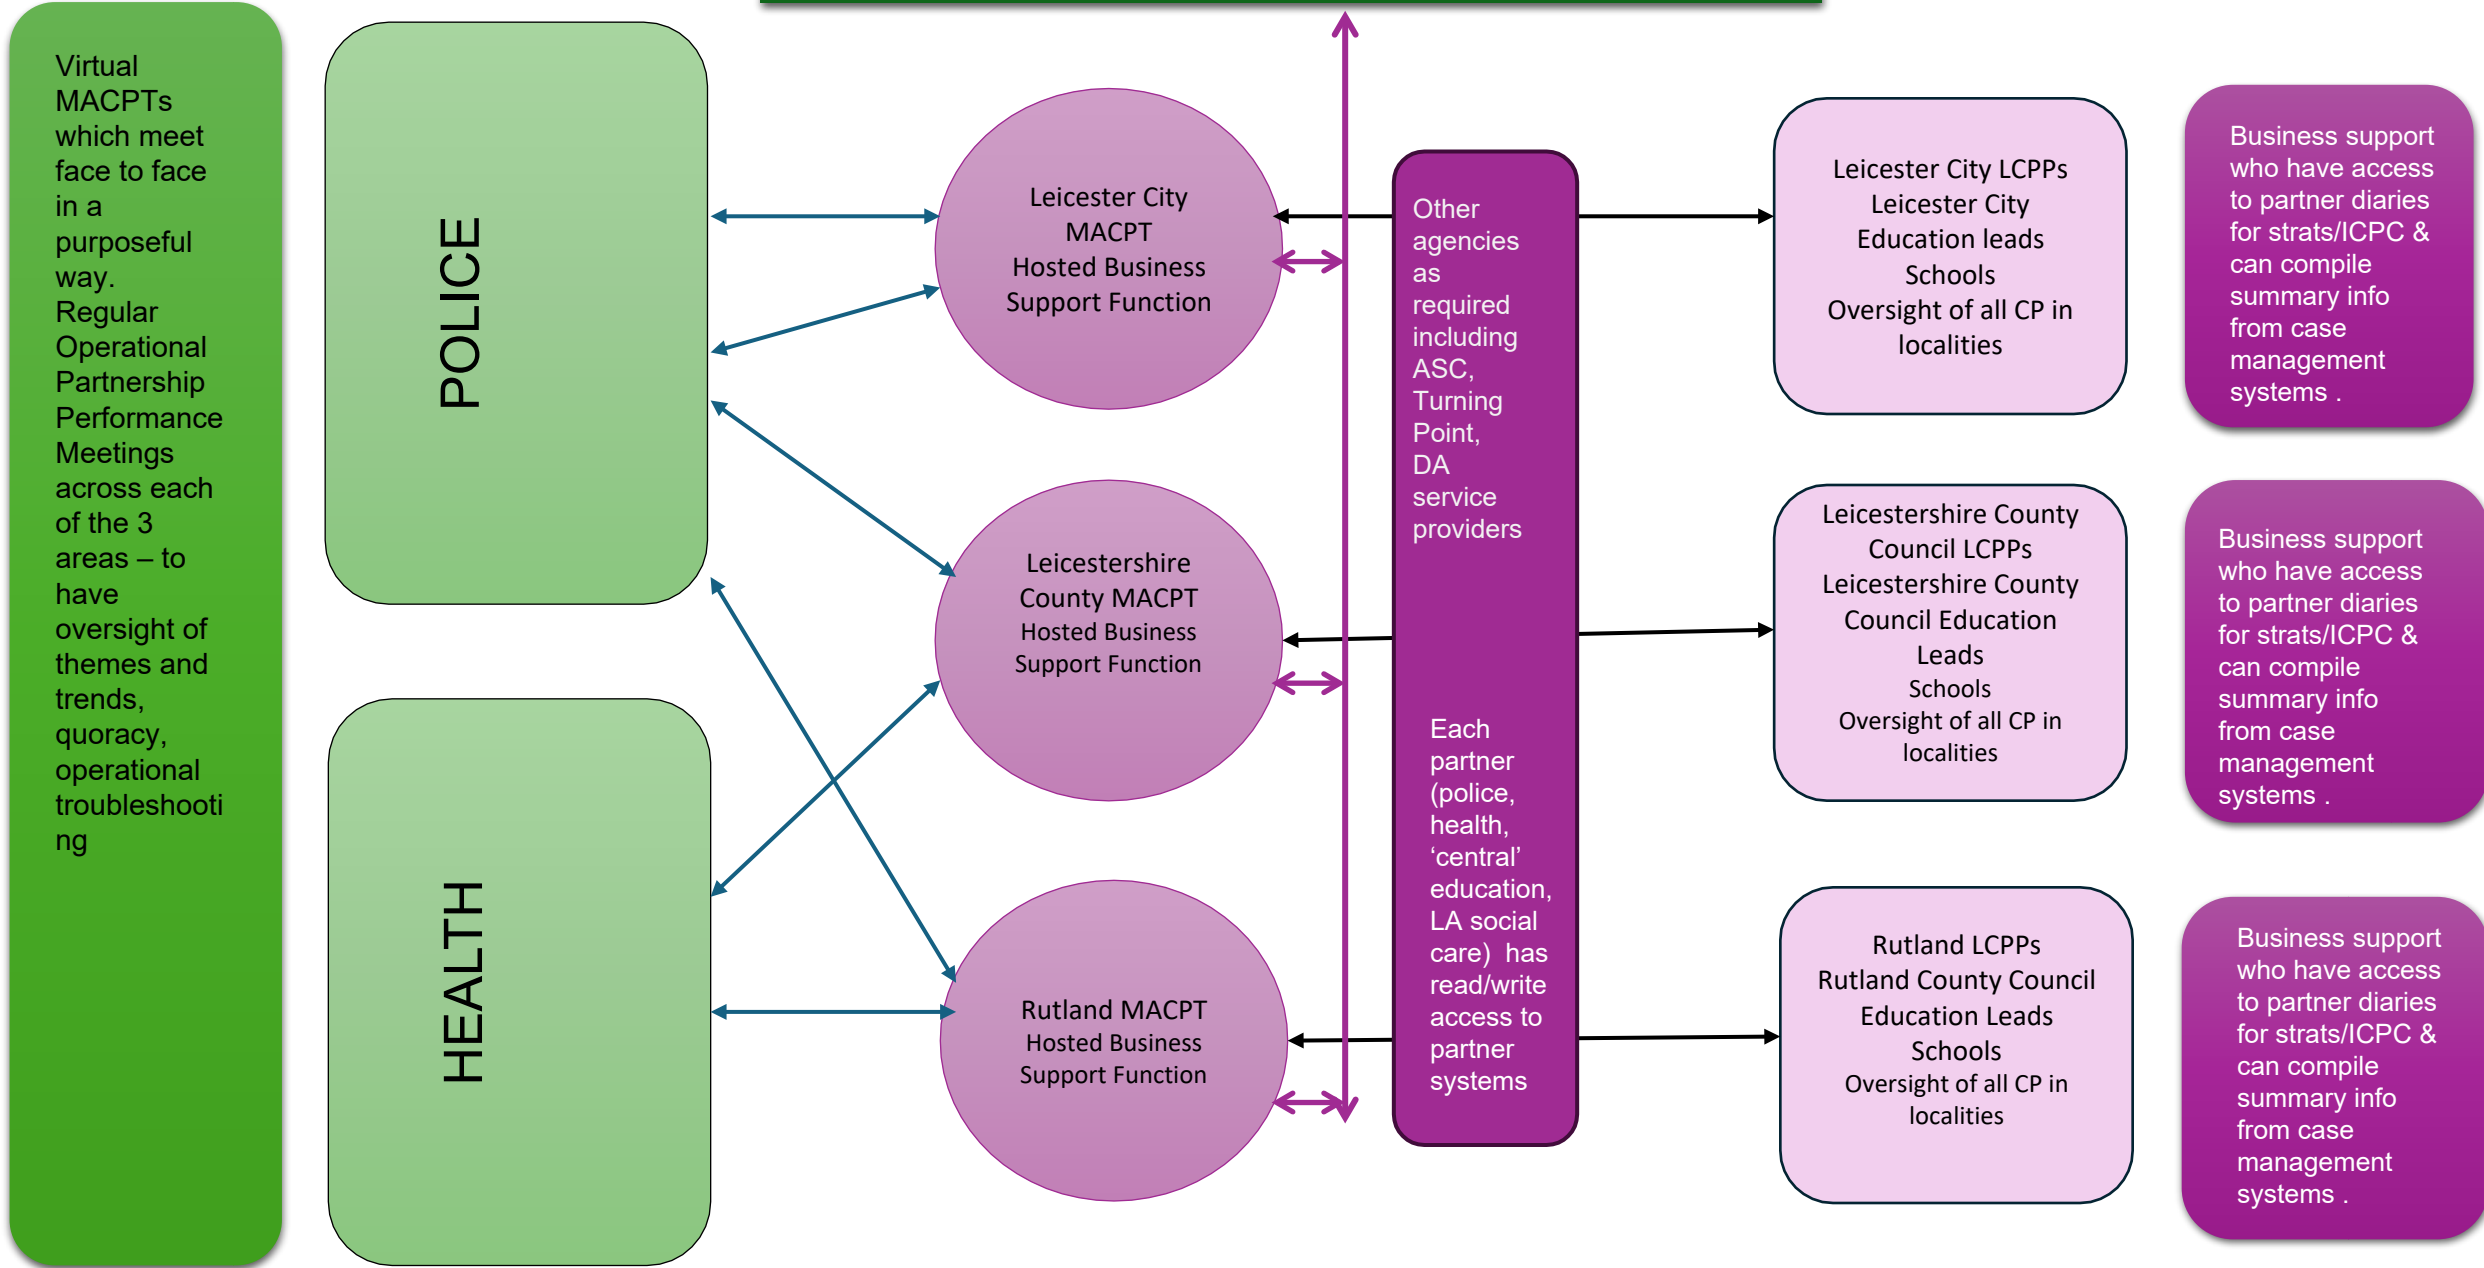 Virtual
MACPTs
which meet
face to face
in a
purposeful
way.
Regular
Operational
Partnership
Performance
Meetings
across each
of the 3
areas – to
have
oversight of
themes and
trends,
quoracy,
operational
troubleshooti
ng
POLICE
HEALTH
Leicester City
MACPT
Hosted Business
Support Function
Leicestershire
County MACPT
Hosted Business
Support Function
Rutland MACPT
Hosted Business
Support Function
Other
agencies
as
required
including
ASC,
Turning
Point,
DA
service
providers
Each
partner
(police,
health,
‘central’
education,
LA social
care)  has
read/write
access to
partner
systems
Leicester City LCPPs
Leicester City
Education leads
Schools
Oversight of all CP in
localities
Leicestershire County
Council LCPPs
Leicestershire County
Council Education
Leads
Schools
Oversight of all CP in
localities
Rutland LCPPs
Rutland County Council
Education Leads
Schools
Oversight of all CP in
localities
Business support
who have access
to partner diaries
for strats/ICPC &
can compile
summary info
from case
management
systems .
Business support
who have access
to partner diaries
for strats/ICPC &
can compile
summary info
from case
management
systems .
Business support
who have access
to partner diaries
for strats/ICPC &
can compile
summary info
from case
management
systems .